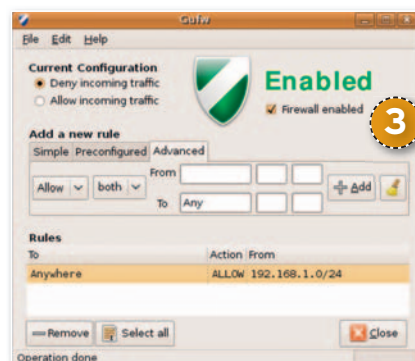 Gufw
File Edit Help
Current Configuration
Deny incoming traffic
Allow incoming traffic
Enabled
Firewall enabled
3
Add a new rule
Simple Preconfigured Advanced
Allow both From Add
To Any
Rules
To Action From
Anywhere ALLOW 192.168.1.0/24
Remove Select all Close
Operation done